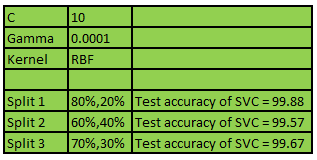 C 10
Gamma 0.0001
Kernel RBF
Split 1 80%,20% Test accuracy of SVC = 99.88
Split 2 60%,40% Test accuracy of SVC = 99.57
Split 3 70%,30% Test accuracy of SVC = 99.67